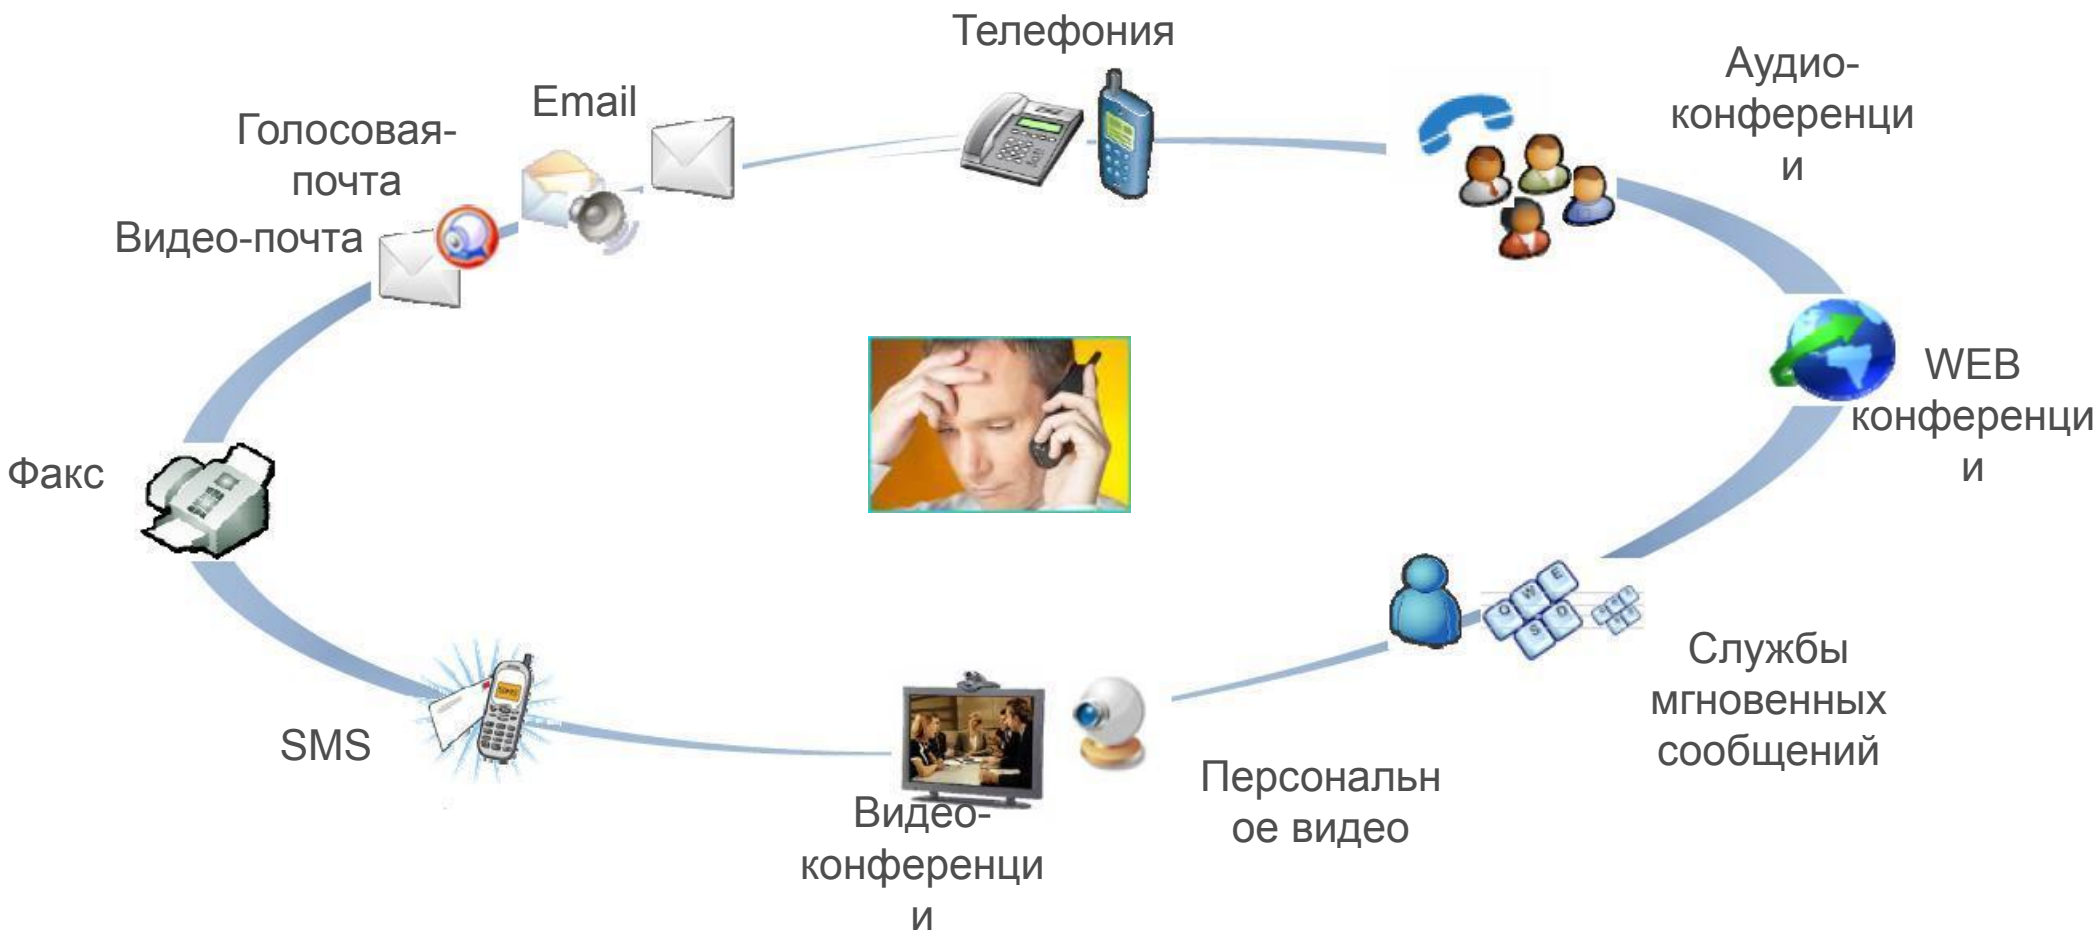 Телефония
Аудио-
конференци
и
Email
Голосовая-
почта
Видео-почта
WEB
конференци
и
Факс
Службы
мгновенных
сообщений
SMS
Персональн
ое видео
Видео-
конференци
и
Q W E
S D
SMS